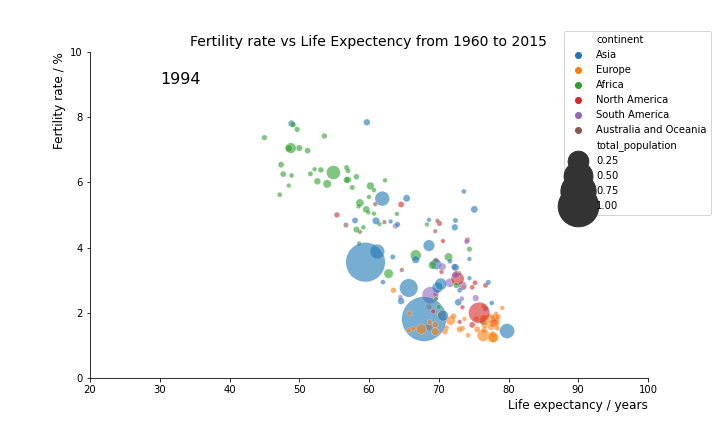 Fertility rate vs Life Expectency from 1960 to 2015
Fertility rate / %
1994
10
8
6
4
2
0
20
30
40
50
60
70
80
90
100
Life expectancy / years
continent
Asia
Europe
Africa
North America
South America
Australia and Oceania
total_population
0.25
0.50
0.75
1.00